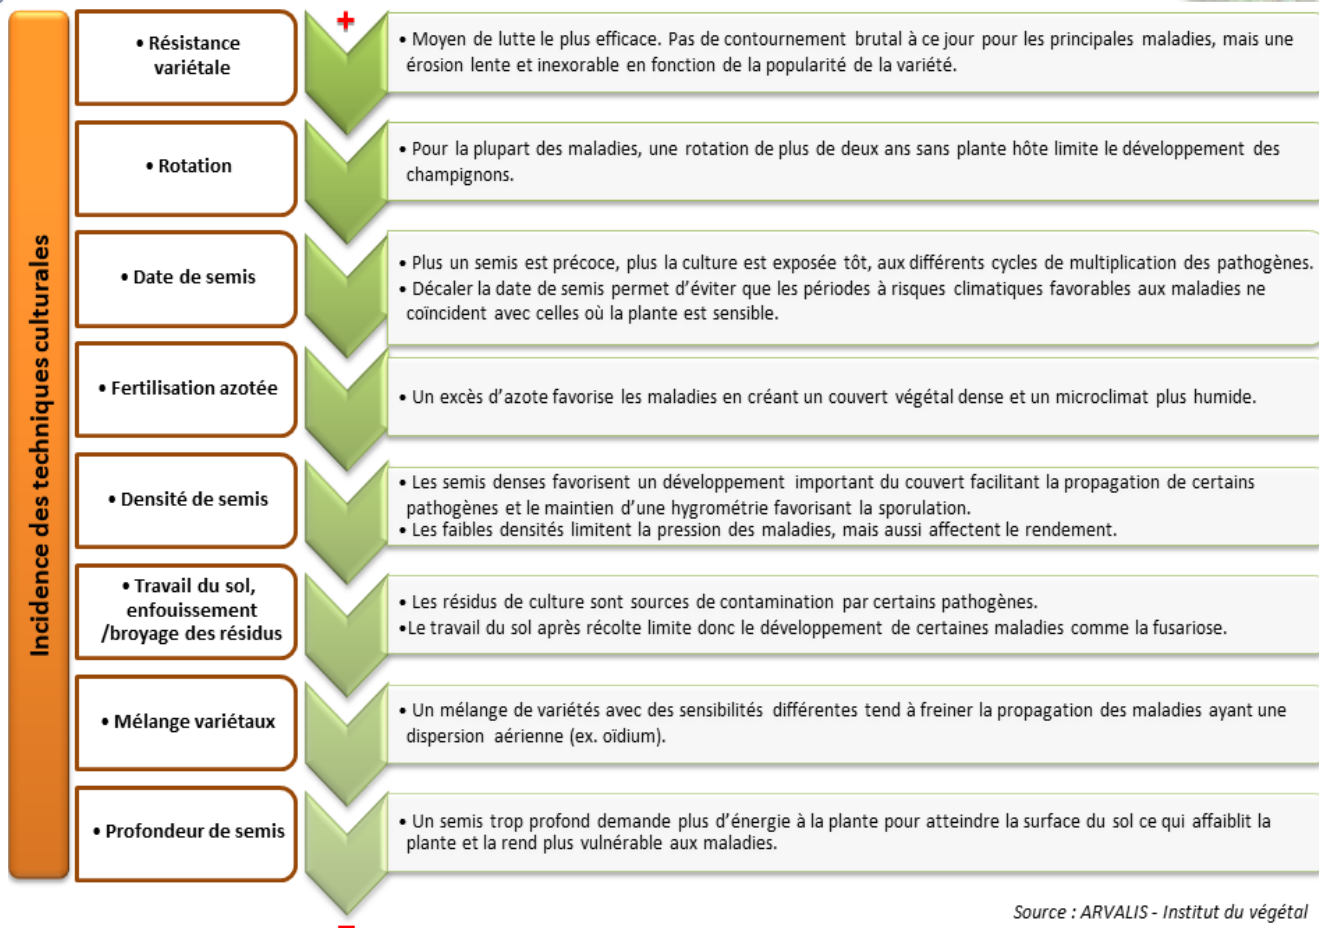 Incidence des techniques culturales
+
• Résistance
variétale
• Moyen de lutte le plus efficace. Pas de contournement brutal à ce jour pour les principales maladies, mais une
érosion lente et inexorable en fonction de la popularité de la variété.
• Rotation
• Pour la plupart des maladies, une rotation de plus de deux ans sans plante hôte limite le développement des
champignons.
• Date de semis
• Plus un semis est précoce, plus la culture est exposée tôt, aux différents cycles de multiplication des pathogènes.
• Décaler la date de semis permet d'éviter que les périodes à risques climatiques favorables aux maladies ne
coïncident avec celles où la plante est sensible.
• Fertilisation azotée
• Un excès d'azote favorise les maladies en créant un couvert végétal dense et un microclimat plus humide.
• Densité de semis
• Les semis denses favorisent un développement important du couvert facilitant la propagation de certains
pathogènes et le maintien d'une hygrométrie favorisant la sporulation.
• Les faibles densités limitent la pression des maladies, mais aussi affectent le rendement.
• Travail du sol,
enfouissement
/broyage des résidus
• Les résidus de culture sont sources de contamination par certains pathogènes.
•Le travail du sol après récolte limite donc le développement de certaines maladies comme la fusariose.
• Mélange variétaux
• Un mélange de variétés avec des sensibilités différentes tend à freiner la propagation des maladies ayant une
dispersion aérienne (ex. oïdium).
• Profondeur de semis
• Un semis trop profond demande plus d'énergie à la plante pour atteindre la surface du sol ce qui affaiblit la
plante et la rend plus vulnérable aux maladies.
–
Source : ARVALIS - Institut du végétal